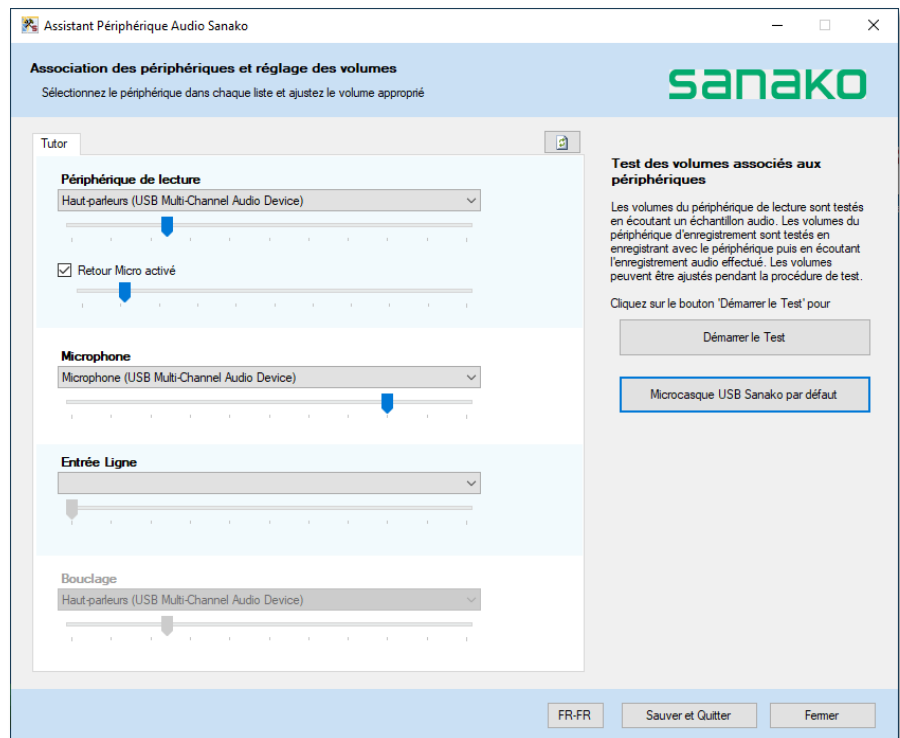 Assistant Périphérique Audio Sanako
Association des périphériques et réglage des volumes
Sélectionnez le périphérique dans chaque liste et ajustez le volume approprié
sanako
Tutor
Périphérique de lecture
Haut-parleurs (USB Multi-Channel Audio Device)
Retour Micro activé
Microphone
Microphone (USB Multi-Channel Audio Device)
Entrée Ligne
Bouclage
Haut-parleurs (USB Multi-Channel Audio Device)
Test des volumes associés aux
périphériques
Les volumes du périphérique de lecture sont testés
en écoutant un échantillon audio. Les volumes du
périphérique d'enregistrement sont testés en
enregistrant avec le périphérique puis en écoutant
l'enregistrement audio effectué. Les volumes
peuvent être ajustés pendant la procédure de test.
Cliquez sur le bouton 'Démarrer le Test' pour
Démarrer le Test
Microcasque USB Sanako par défaut
FR-FR
Sauver et Quitter
Fermer